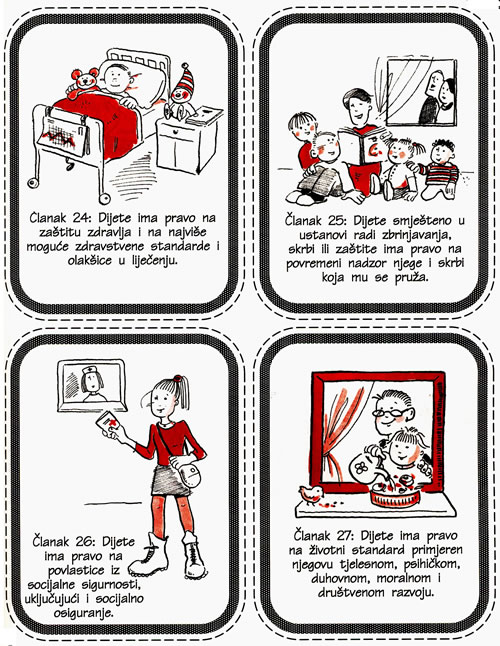 Članak 24: Dijete ima pravo na
zaštitu zdravlja i na najviše
moguće zdravstvene standarde i
olakšice u liječenju.
Članak 25: Dijete smješteno u
ustanovi radi zbrinjavanja,
skrbi ili zaštite ima pravo na
povremeni nadzor njege i skrbi
koja mu se pruža.
Članak 26: Dijete
ima pravo na
povlastice iz
socijalne sigurnosti,
uključujući i socijalno
osiguranje.
Članak 27: Dijete ima pravo
na životni standard primjeren
njegovu tjelesnom, psihičkom,
duhovnom, moralnom i
društvenom razvoju.